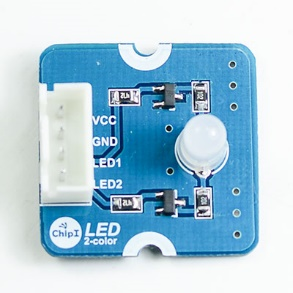 VCC
GND
LED1
LED2
ChipI
LED
2-color